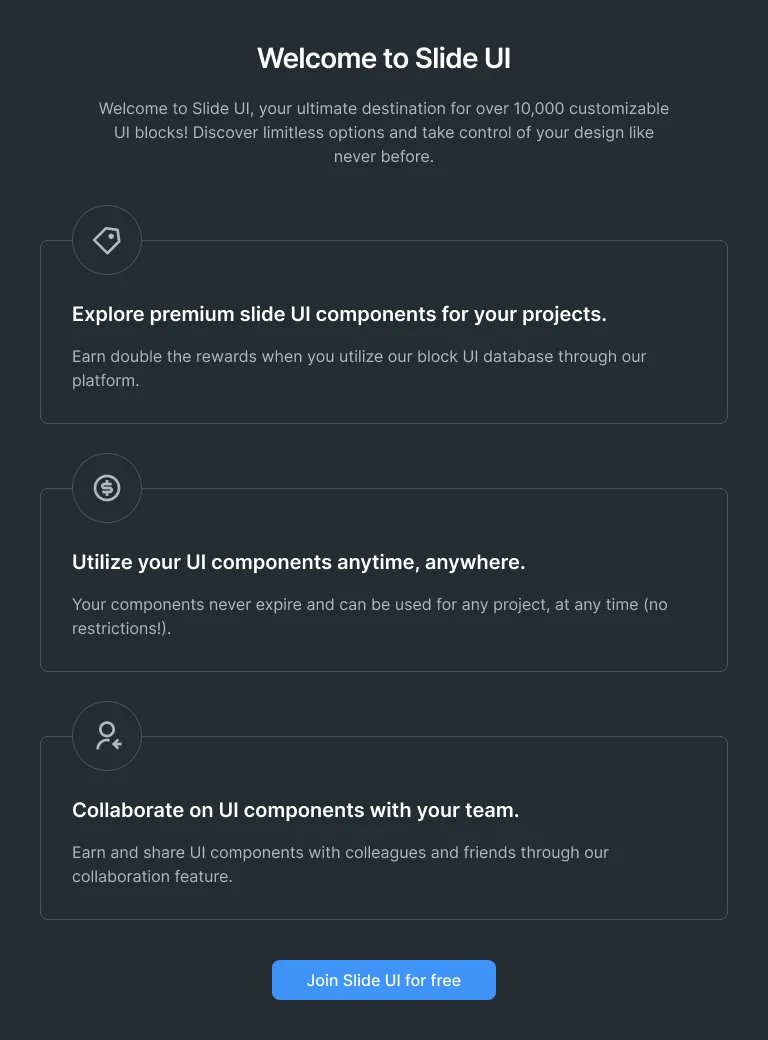 Welcome to Slide UI
Welcome to Slide UI, your ultimate destination for over 10,000 customizable
UI blocks! Discover limitless options and take control of your design like
never before.
Explore premium slide UI components for your projects.
Earn double the rewards when you utilize our block UI database through our
platform.
Utilize your UI components anytime, anywhere.
Your components never expire and can be used for any project, at any time (no
restrictions!).
Collaborate on UI components with your team.
Earn and share UI components with colleagues and friends through our
collaboration feature.
Join Slide UI for free